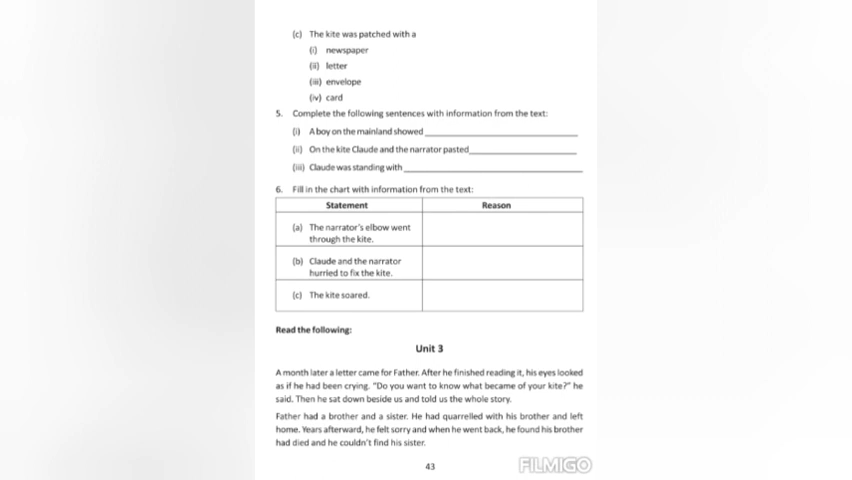 (c) The kite was patched with a
(i) newspaper
(ii) letter
(iii) envelope
(iv) card
5. Complete the following sentences with information from the text:
(i) A boy on the mainland showed
(ii) On the kite Claude and the narrator pasted
(iii) Claude was standing with
6. Fill in the chart with information from the text:
Statement Reason
(a) The narrator's elbow went
through the kite.
(b) Claude and the narrator
hurried to fix the kite.
(c) The kite soared.
Read the following:
Unit 3
A month later a letter came for Father. After he finished reading it, his eyes looked
as if he had been crying. "Do you want to know what became of your kite?" he
said. Then he sat down beside us and told us the whole story.
Father had a brother and a sister. He had quarrelled with his brother and left
home. Years afterward, he felt sorry and when he went back, he found his brother
had died and he couldn't find his sister.
43
FILMIGO